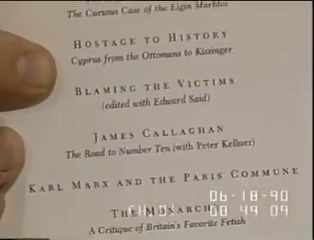 The Curious Case of the Elgin Marbles
HOSTAGE TO HISTORY
Cyprus from the Ottomans to Kissinger
BLAMING THE VICTIMS
(edited with Edward Said)
JAMES CALLAGHAN
The Road to Number Ten (with Peter Kellner)
KARL MARX AND THE PARIS COMMUNE
06-18-90
THE MONARCHY
00 49 09
A Critique of Britain's Favorite Fetish